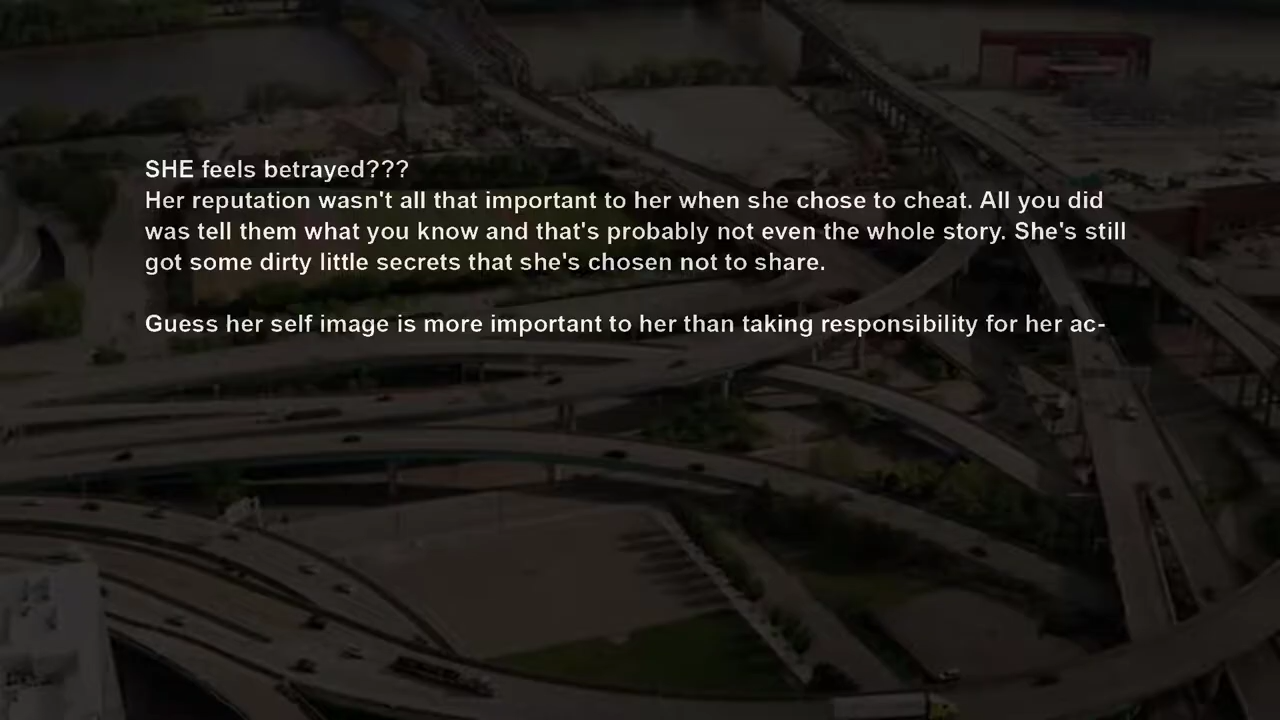 SHE feels betrayed???
Her reputation wasn't all that important to her when she chose to cheat. All you did
was tell them what you know and that's probably not even the whole story. She's still
got some dirty little secrets that she's chosen not to share.
Guess her self image is more important to her than taking responsibility for her ac-